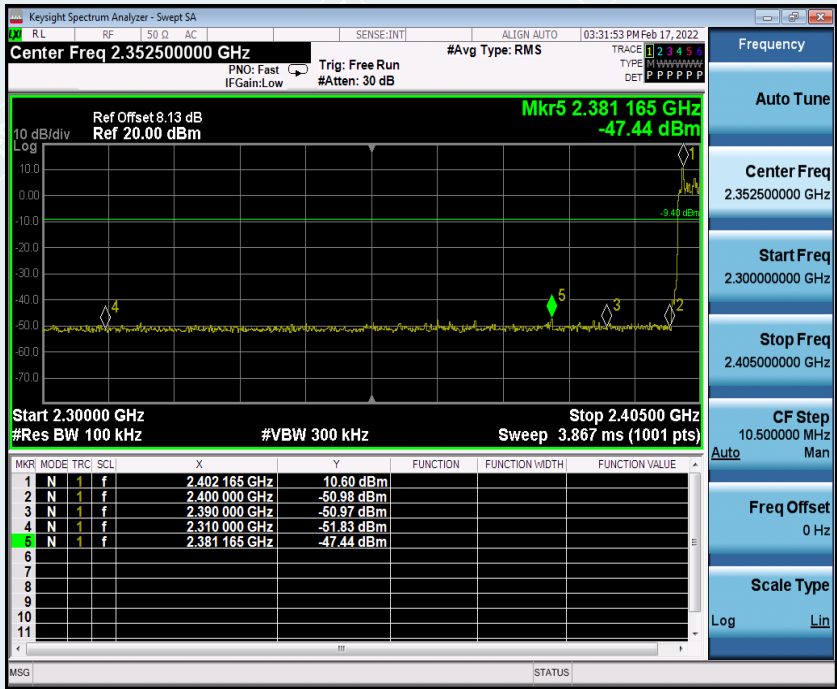 Keysight Spectrum Analyzer - Swept SA
LXI RL RF 50 Ω AC SENSE:INT ALIGN AUTO 03:31:53 PM Feb 17, 2022
Center Freq 2.352500000 GHz
PNO: Fast
IFGain:Low
Trig: Free Run
#Atten: 30 dB
#Avg Type: RMS
TRACE 1 2 3 4 5 6
TYPE M WWWWW
DET P P P P P P
Frequency
Auto Tune
Center Freq
2.352500000 GHz
Start Freq
2.300000000 GHz
Stop Freq
2.405000000 GHz
CF Step
10.500000 MHz
Auto Man
Freq Offset
0 Hz
Scale Type
Log Lin
Mkr5 2.381 165 GHz
-47.44 dBm
Ref Offset 8.13 dB
10 dB/div Ref 20.00 dBm
Log
10.0
0.00
-10.0
-20.0
-30.0
-40.0
-50.0
-60.0
-70.0
1
-9.40 dBm
4
5
3
2
Start 2.30000 GHz Stop 2.40500 GHz
#Res BW 100 kHz #VBW 300 kHz Sweep 3.867 ms (1001 pts)
MKR MODE TRC SCL X Y FUNCTION FUNCTION WIDTH FUNCTION VALUE
1 N 1 f 2.402 165 GHz 10.60 dBm
2 N 1 f 2.400 000 GHz -50.98 dBm
3 N 1 f 2.390 000 GHz -50.97 dBm
4 N 1 f 2.310 000 GHz -51.83 dBm
5 N 1 f 2.381 165 GHz -47.44 dBm
6
7
8
9
10
11
MSG STATUS